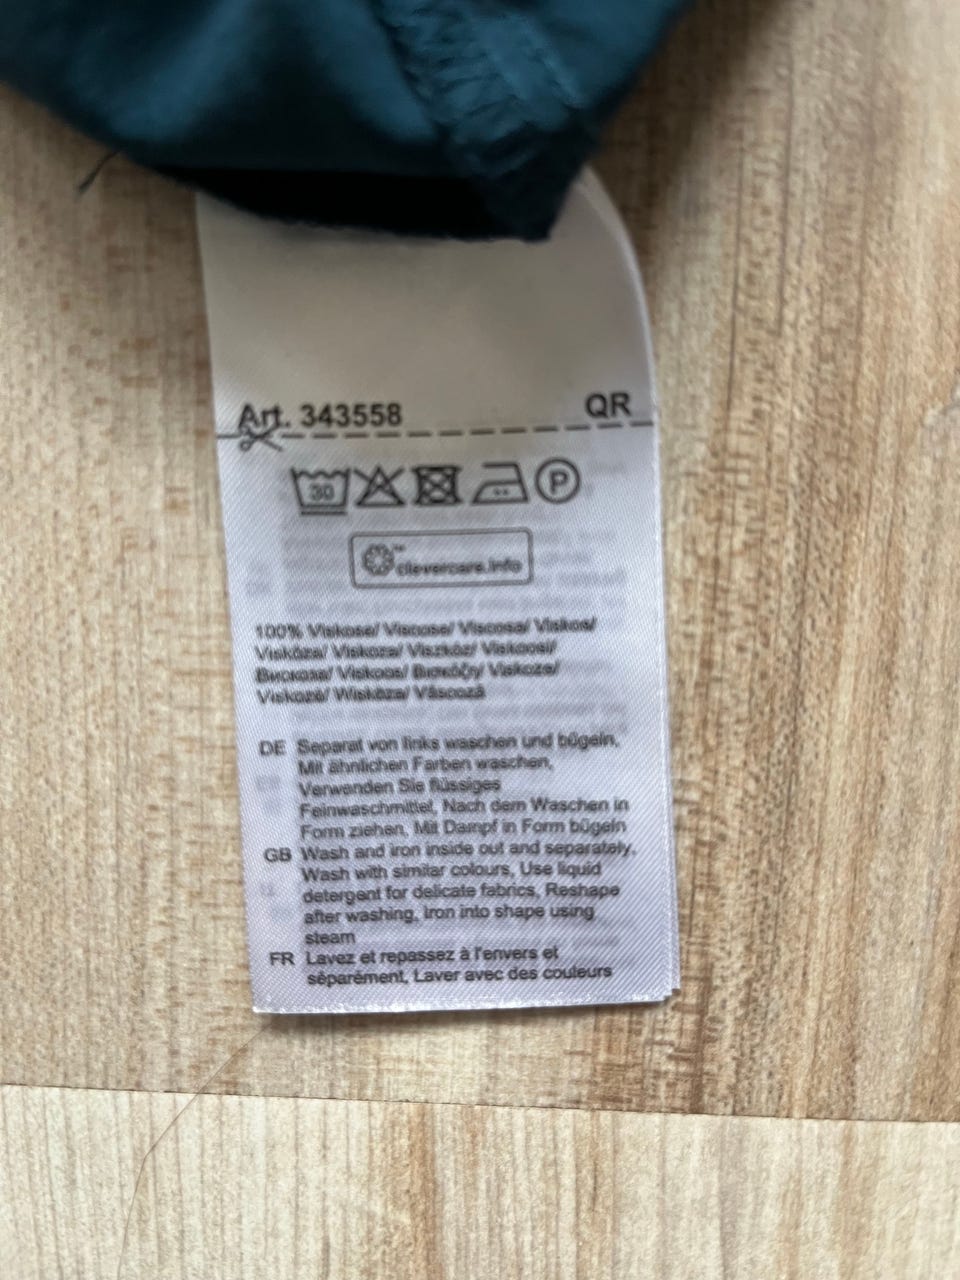 Art. 343558 QR
30 P
clevercare.info
100% Viskose/ Viscose/ Viscosa/ Viskos/
Viskóza/ Viskoza/ Viszkóz/ Viskoosi/
Вискоза/ Viskoos/ Βισκόζη/ Viskoze/
Viskozė/ Wiskoza/ Vâscoză
DE Separat von links waschen und bügeln,
Mit ähnlichen Farben waschen,
Verwenden Sie flüssiges
Feinwaschmittel, Nach dem Waschen in
Form ziehen, Mit Dampf in Form bügeln
GB Wash and iron inside out and separately,
Wash with similar colours, Use liquid
detergent for delicate fabrics, Reshape
after washing, Iron into shape using
steam
FR Lavez et repassez à l'envers et
séparément, Laver avec des couleurs